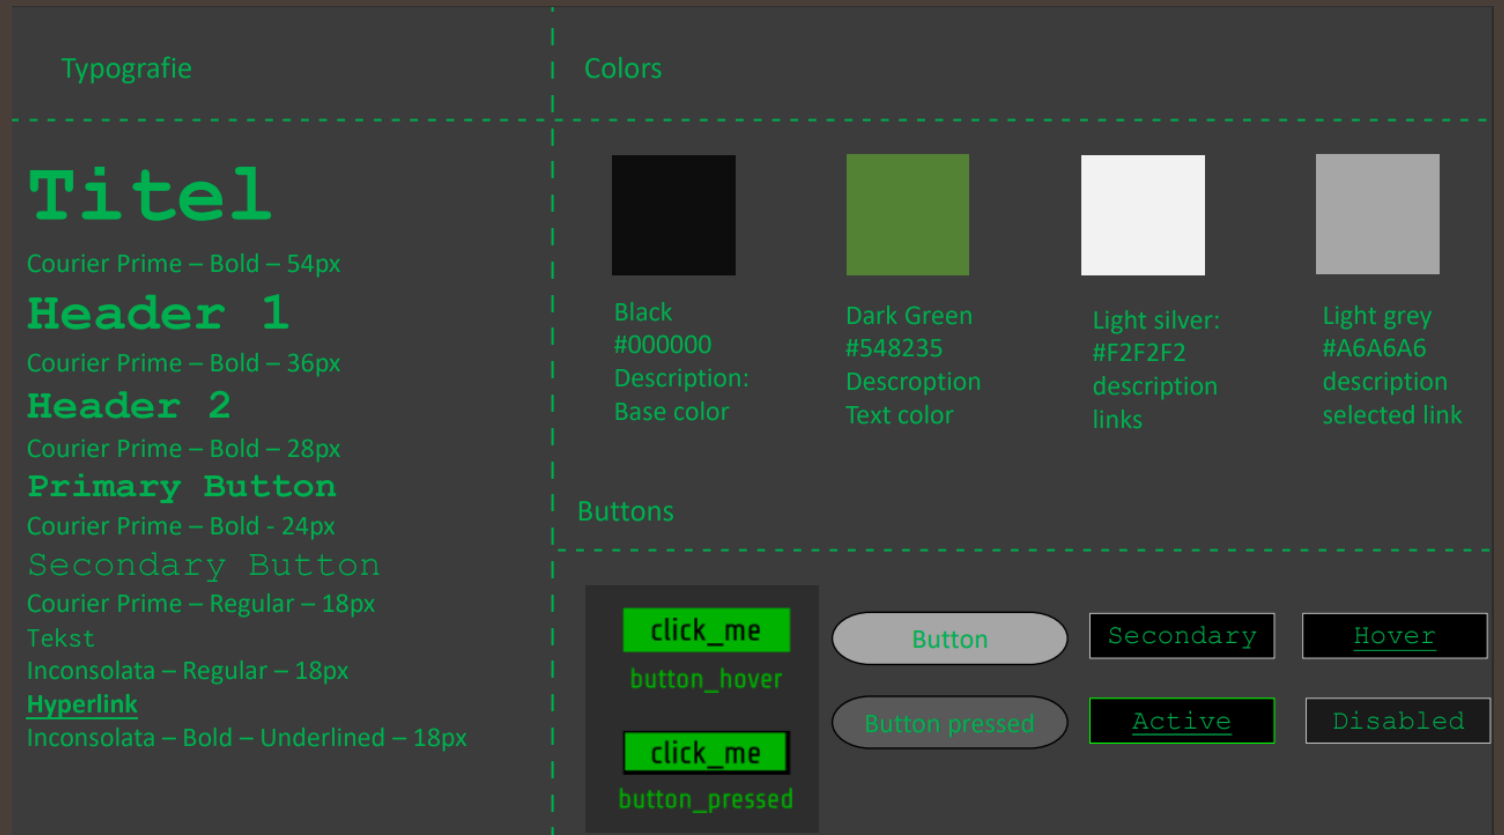 Typografie
Titel
Courier Prime – Bold – 54px
Header 1
Courier Prime – Bold – 36px
Header 2
Courier Prime – Bold – 28px
Primary Button
Courier Prime – Bold - 24px
Secondary Button
Courier Prime – Regular – 18px
Tekst
Inconsolata – Regular – 18px
Hyperlink
Inconsolata – Bold – Underlined – 18px
Colors
Black
#000000
Description:
Base color
Dark Green
#548235
Descroption
Text color
Light silver:
#F2F2F2
description
links
Light grey
#A6A6A6
description
selected link
Buttons
click_me
button_hover
click_me
button_pressed
Button
Button pressed
Secondary
Hover
Active
Disabled